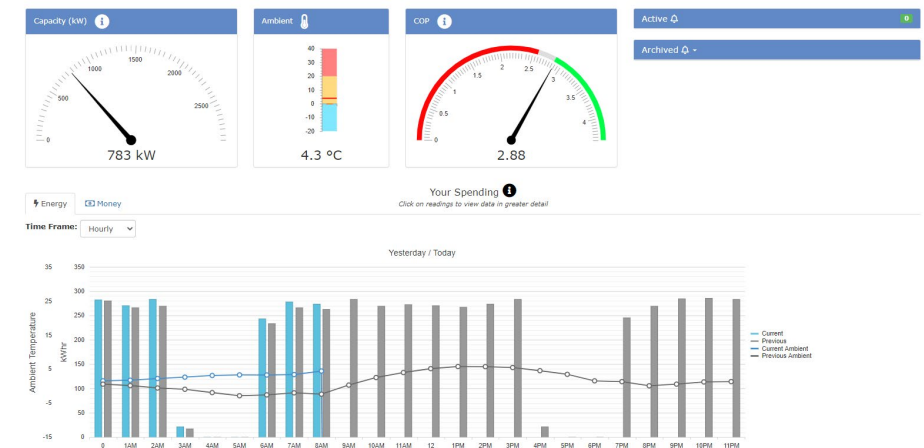 Capacity (kW) i
Ambient
COP i
Active 0
Archived
500 1000 1500 2000 2500 0
783 kW
40
30
20
10
0
-10
-20
4.3 °C
0 0.5 1 1.5 2 2.5 3 3.5 4
2.88
Your Spending i
Click on readings to view data in greater detail
Energy Money
Time Frame: Hourly
Yesterday / Today
35 350
300
25 250
200
15 150
5 100
-5 50
-15 0
Ambient Temperature
kWhr
Current
Previous
Current Ambient
Previous Ambient
0 1AM 2AM 3AM 4AM 5AM 6AM 7AM 8AM 9AM 10AM 11AM 12 1PM 2PM 3PM 4PM 5PM 6PM 7PM 8PM 9PM 10PM 11PM